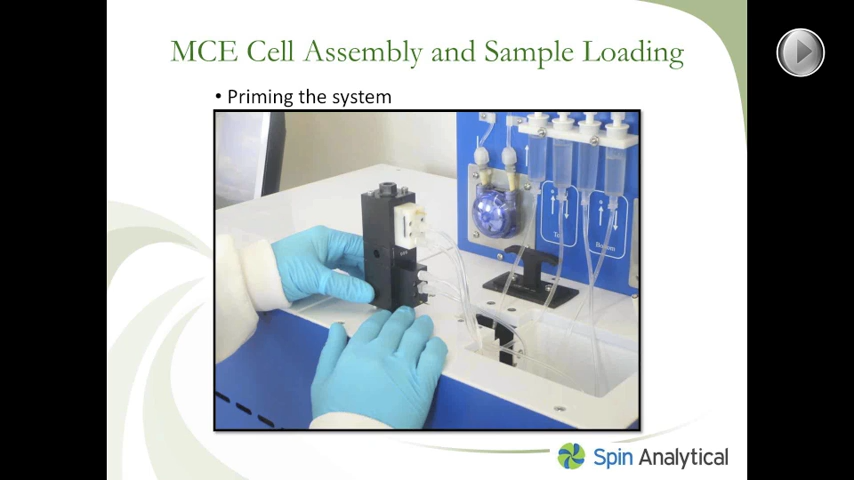 MCE Cell Assembly and Sample Loading
• Priming the system
Spin Analytical